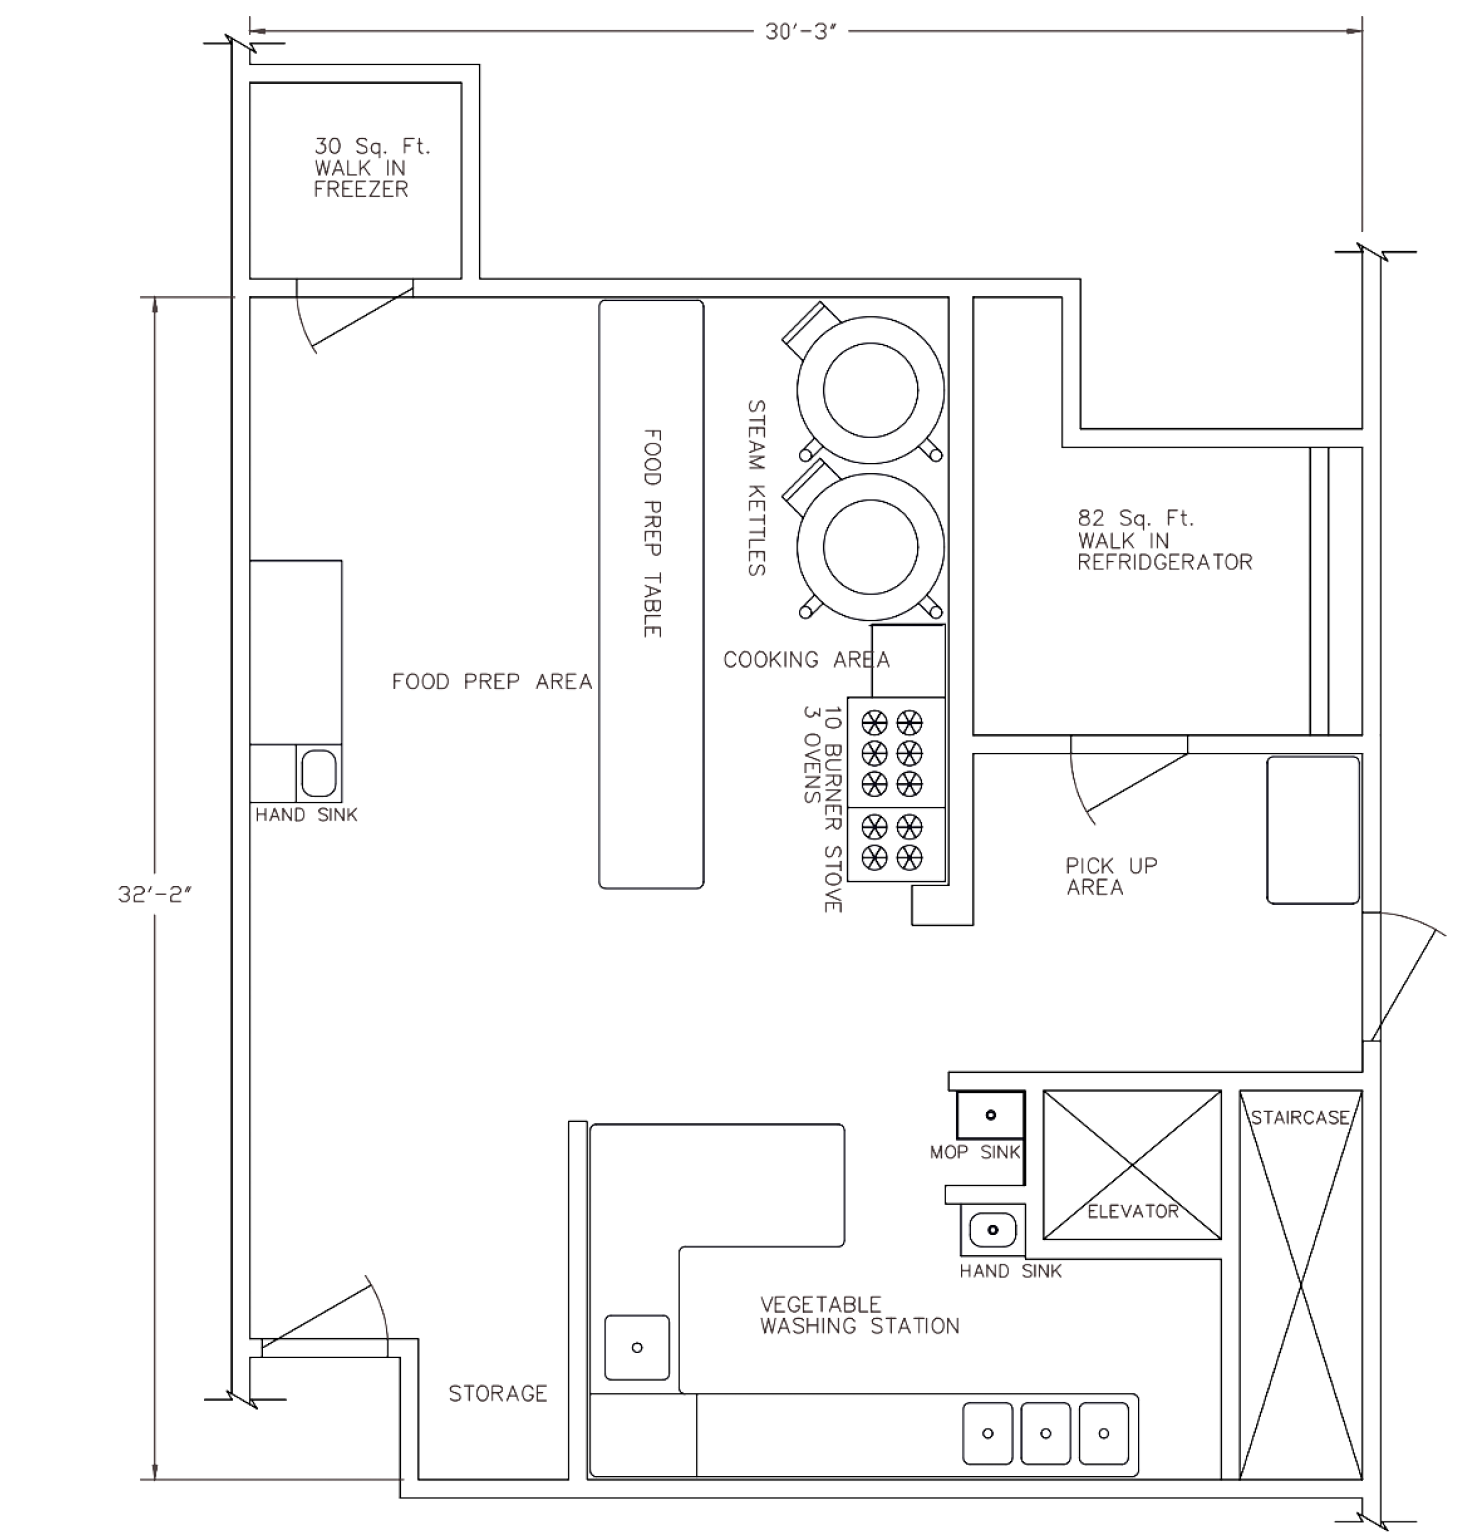 30'-3"
30 Sq. Ft.
WALK IN
FREEZER
STEAM KETTLES
FOOD PREP TABLE
82 Sq. Ft.
WALK IN
REFRIDGERATOR
COOKING AREA
FOOD PREP AREA
10 BURNER STOVE
3 OVENS
HAND SINK
PICK UP
AREA
32'-2"
STAIRCASE
MOP SINK
ELEVATOR
HAND SINK
VEGETABLE
WASHING STATION
STORAGE